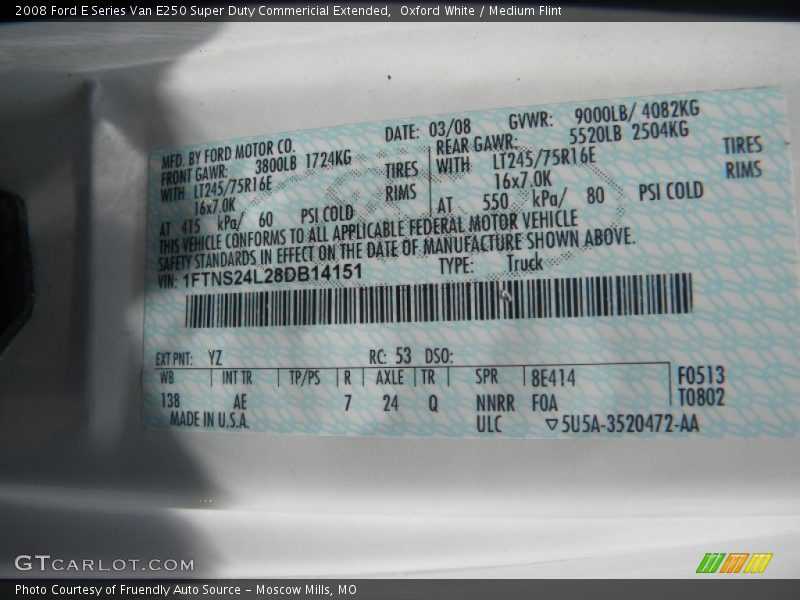 2008 Ford E Series Van E250 Super Duty Commericial Extended, Oxford White / Medium Flint
MFD. BY FORD MOTOR CO. DATE: 03/08 GVWR: 9000LB/ 4082KG
FRONT GAWR: 3800LB 1724KG REAR GAWR: 5520LB 2504KG
WITH LT245/75R16E TIRES WITH LT245/75R16E TIRES
16x7.0K RIMS 16x7.0K RIMS
AT 415 kPa/ 60 PSI COLD AT 550 kPa/ 80 PSI COLD
THIS VEHICLE CONFORMS TO ALL APPLICABLE FEDERAL MOTOR VEHICLE
SAFETY STANDARDS IN EFFECT ON THE DATE OF MANUFACTURE SHOWN ABOVE.
VIN: 1FTNS24L28DB14151 TYPE: Truck
EXT PNT: YZ RC: 53 DSO:
WB INT TR TP/PS R AXLE TR SPR 8E414 F0513
138 AE 7 24 Q NNRR F0A T0802
MADE IN U.S.A. ULC ▽5U5A-3520472-AA
GTCARLOT.COM
Photo Courtesy of Fruendly Auto Source – Moscow Mills, MO